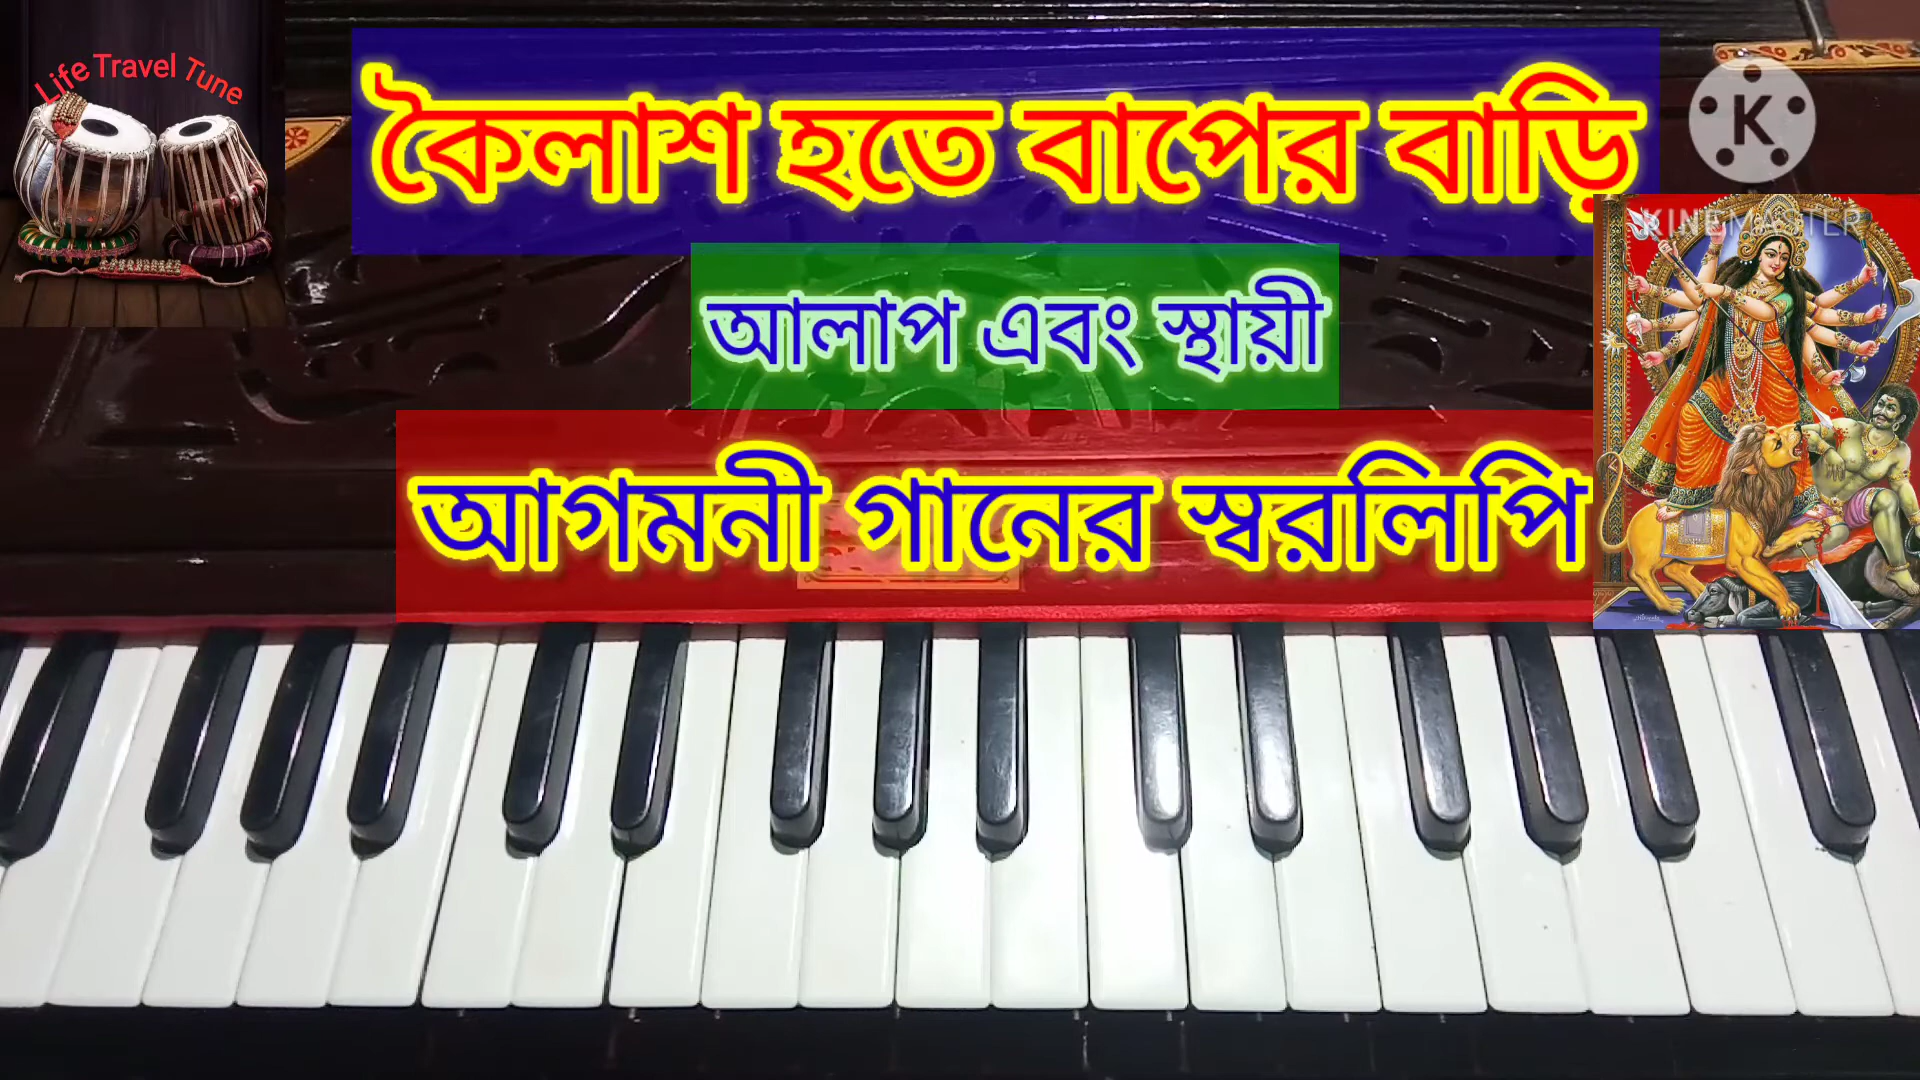 Life Travel Tune
কৈলাশ হতে বাপের বাড়ি
K
KINEMASTER
আলাপ এবং স্থায়ী
আগমনী গানের স্বরলিপি